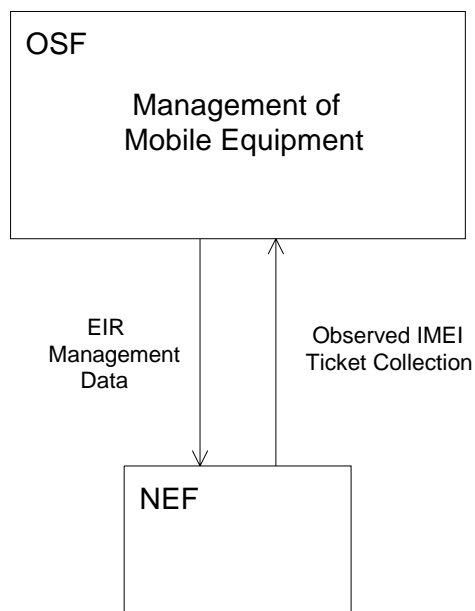 OSF
Management of
Mobile Equipment
EIR
Management
Data
Observed IMEI
Ticket Collection
NEF